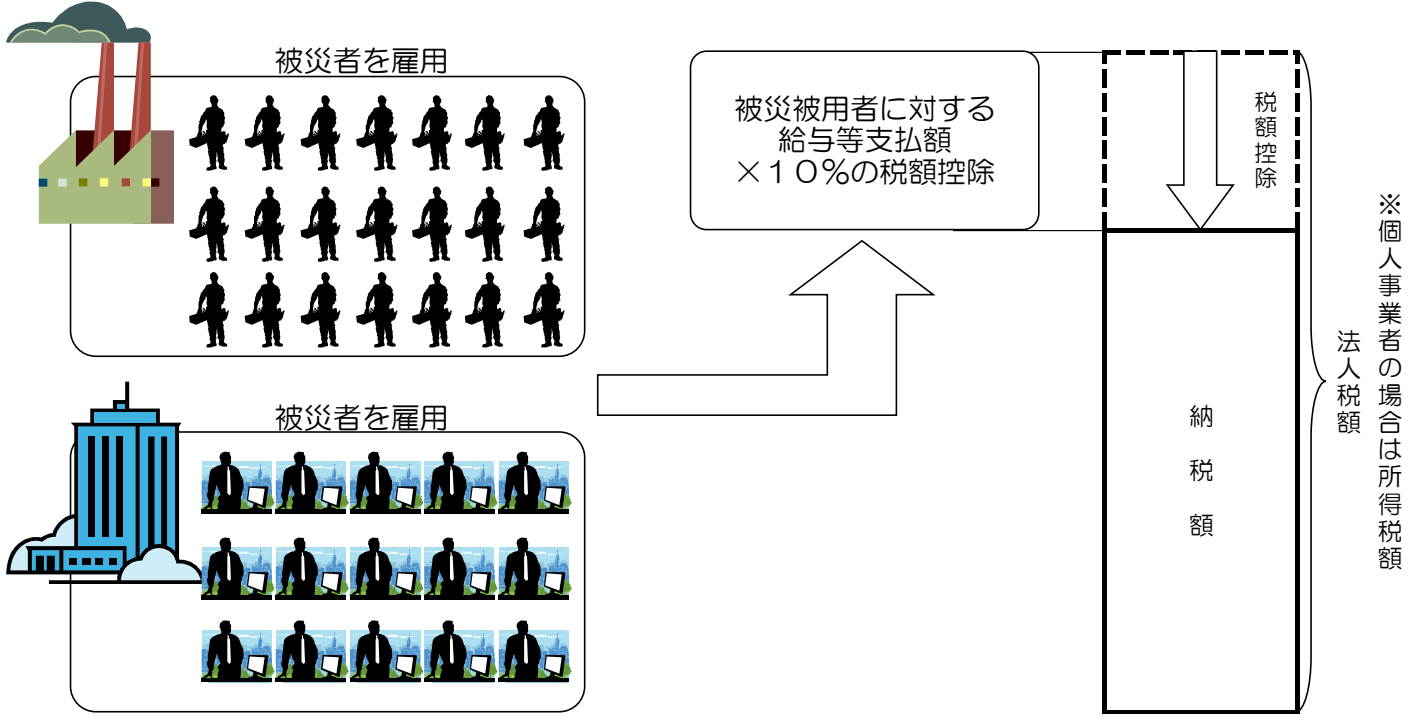 被災者を雇用
被災者を雇用
被災被用者に対する
給与等支払額
×１０％の税額控除
税額控除
納税額
法人税額
※個人事業者の場合は所得税額